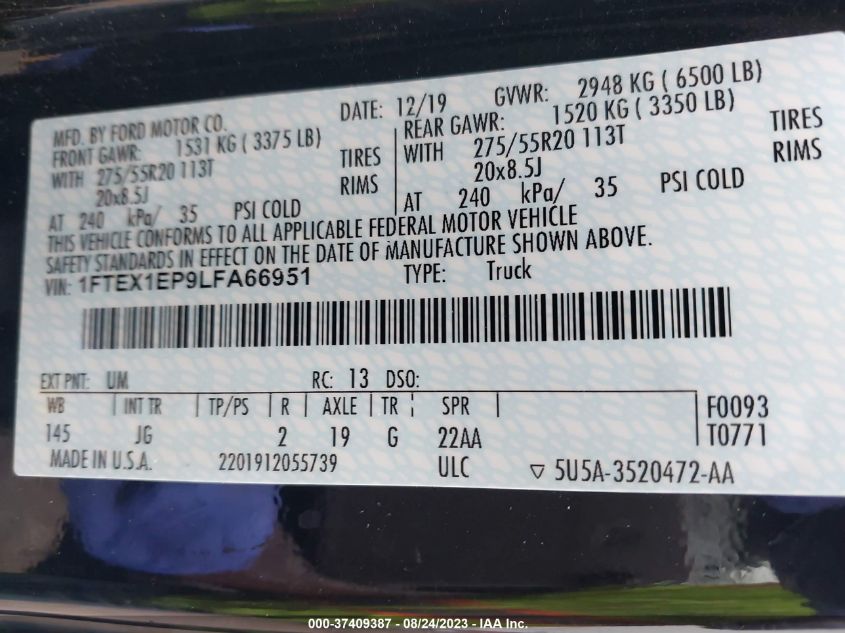 MFD. BY FORD MOTOR CO. DATE: 12/19 GVWR: 2948 KG ( 6500 LB)
FRONT GAWR: 1531 KG ( 3375 LB) REAR GAWR: 1520 KG ( 3350 LB)
WITH 275/55R20 113T TIRES WITH 275/55R20 113T TIRES
20x8.5J RIMS 20x8.5J RIMS
AT 240 kPa/ 35 PSI COLD AT 240 kPa/ 35 PSI COLD
THIS VEHICLE CONFORMS TO ALL APPLICABLE FEDERAL MOTOR VEHICLE
SAFETY STANDARDS IN EFFECT ON THE DATE OF MANUFACTURE SHOWN ABOVE.
VIN: 1FTEX1EP9LFA66951 TYPE: Truck
EXT PNT: UM RC: 13 DSO:
WB | INT TR | TP/PS | R | AXLE | TR | SPR | F0093
145 JG 2 19 G 22AA T0771
MADE IN U.S.A. 2201912055739 ULC ▽ 5U5A-3520472-AA
000-37409387 - 08/24/2023 - IAA Inc.